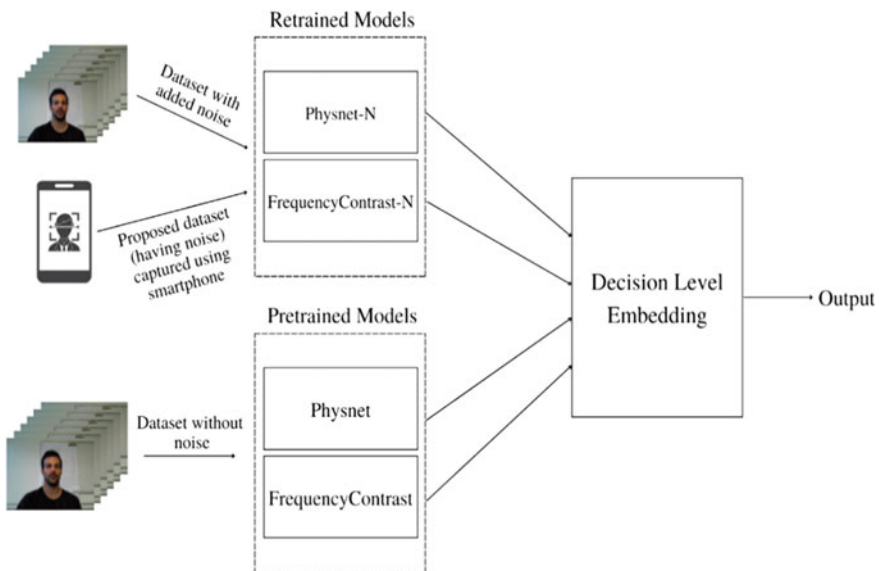 Retrained Models
Dataset with
added noise
Physnet-N
FrequencyContrast-N
Proposed dataset
(having noise)
captured using
smartphone
Pretrained Models
Dataset without
noise
Physnet
FrequencyContrast
Decision Level
Embedding
Output